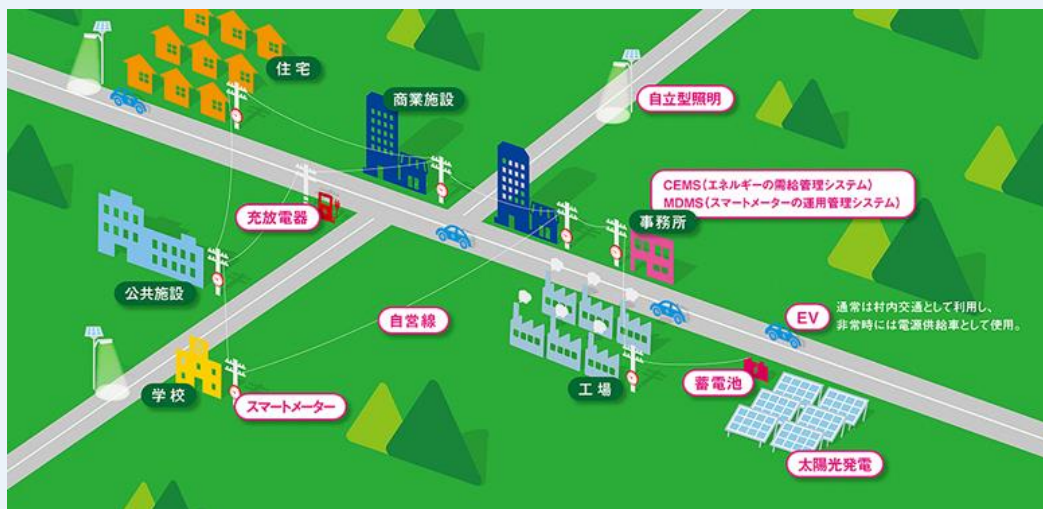 住宅
商業施設
自立型照明
CEMS（エネルギーの需給管理システム）
MDMS（スマートメーターの運用管理システム）
充放電器
事務所
公共施設
自営線
EV
通常は村内交通として利用し、
非常時には電源供給車として使用。
学校
スマートメーター
工場
蓄電池
太陽光発電